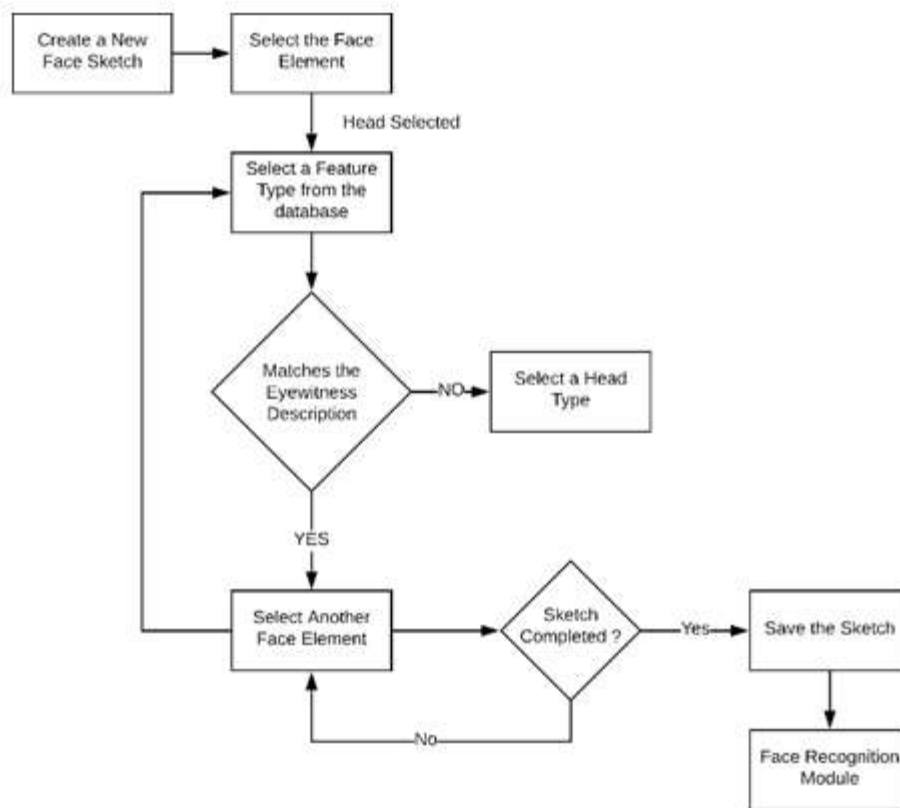 Create a New
Face Sketch
Select the Face
Element
Head Selected
Select a Feature
Type from the
database
Matches the
Eyewitness
Description
NO
Select a Head
Type
YES
Select Another
Face Element
Sketch
Completed ?
Yes
Save the Sketch
No
Face Recognition
Module